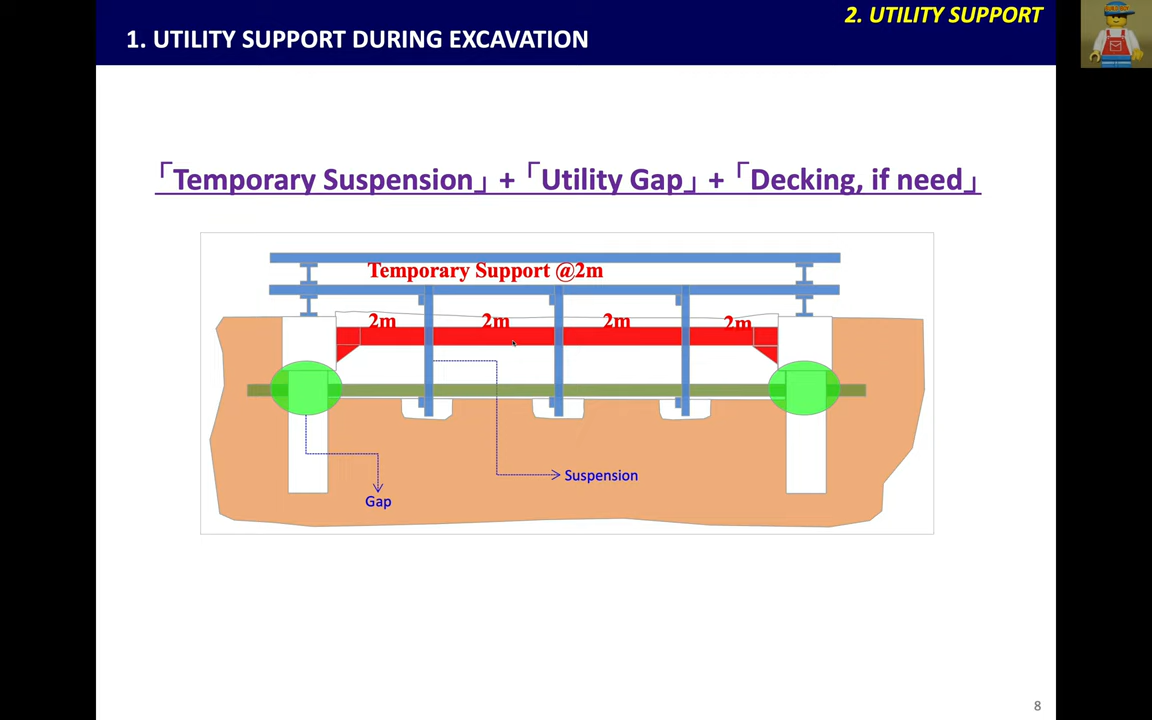 2. UTILITY SUPPORT
1. UTILITY SUPPORT DURING EXCAVATION
「Temporary Suspension」+「Utility Gap」+「Decking, if need」
Temporary Support @2m
2m 2m 2m 2m
Suspension
Gap
8